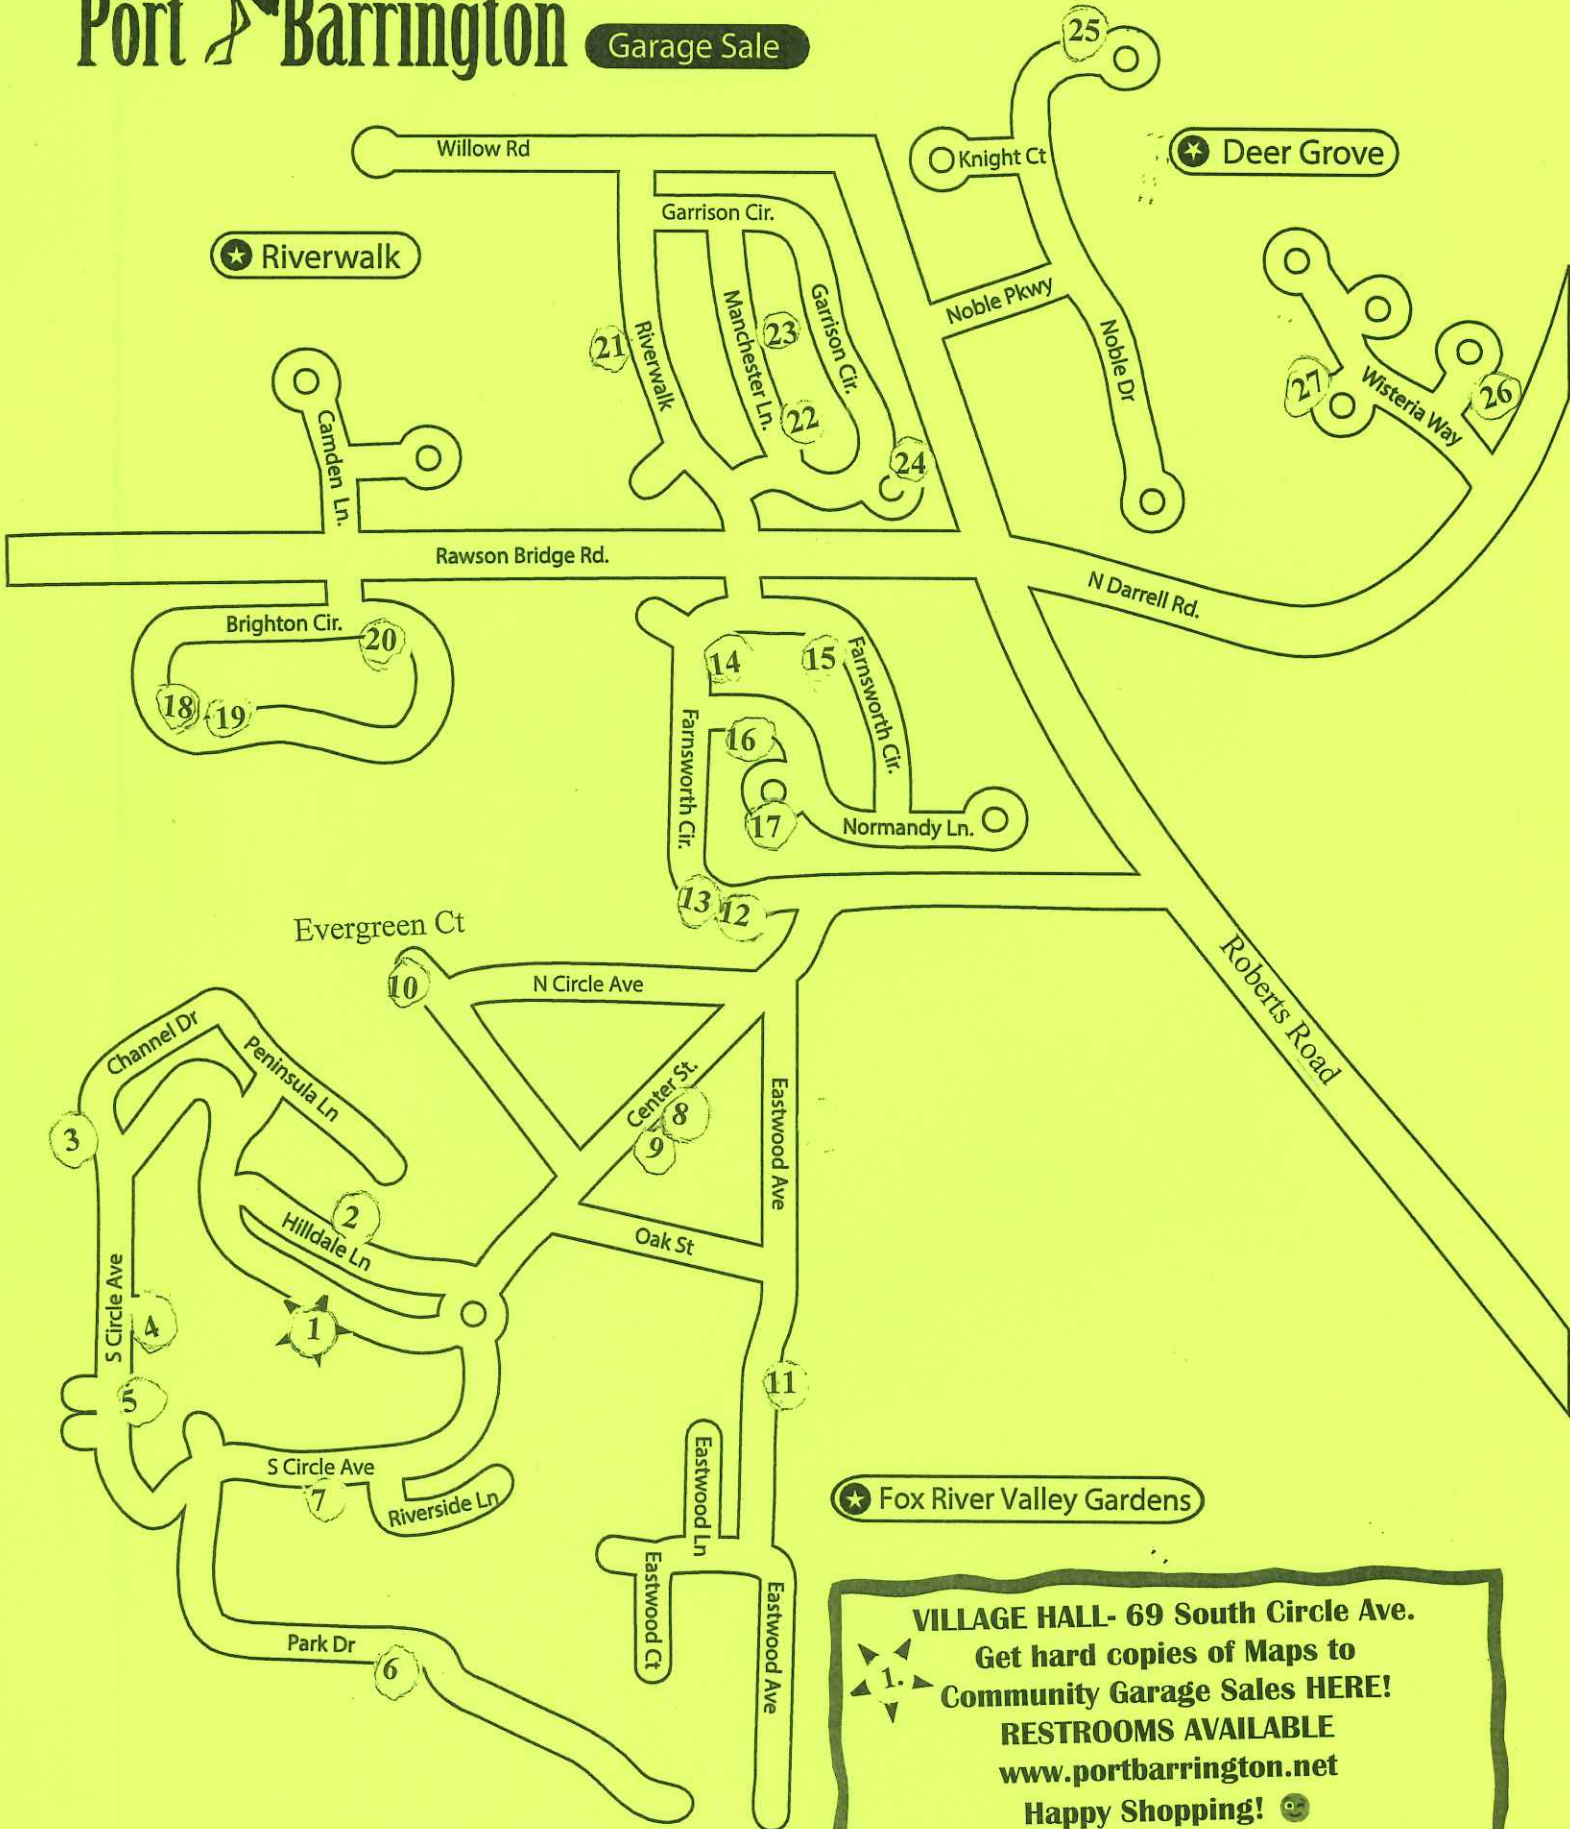 Port Barrington
Garage Sale
25
Willow Rd
Knight Ct
Deer Grove
Garrison Cir.
Riverwalk
Noble Pkwy
Manchester Ln.
23
Garrison Cir.
21
Riverwalk
Noble Dr
27
Wisteria Way
26
22
Camden Ln.
24
Rawson Bridge Rd.
N Darrell Rd.
Brighton Cir.
20
14
15
Farnsworth Cir.
18
19
16
Farnsworth Cir.
17
Normandy Ln.
13
12
Evergreen Ct
10
N Circle Ave
Roberts Road
Channel Dr
Peninsula Ln
Center St.
8
9
Eastwood Ave
3
2
Hilldale Ln
Oak St
S Circle Ave
4
1
5
11
S Circle Ave
7
Riverside Ln
Eastwood Ln
Fox River Valley Gardens
Eastwood Ct
Eastwood Ave
Park Dr
6
VILLAGE HALL- 69 South Circle Ave.
Get hard copies of Maps to
1. Community Garage Sales HERE!
RESTROOMS AVAILABLE
www.portbarrington.net
Happy Shopping!